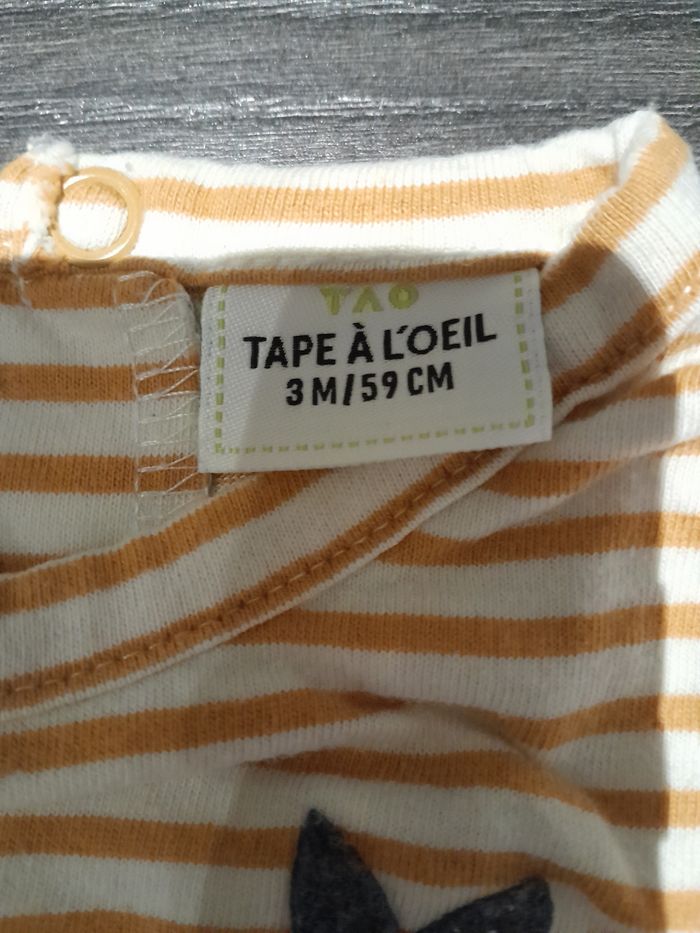 TAO
TAPE À L'OEIL
3 M/59 CM